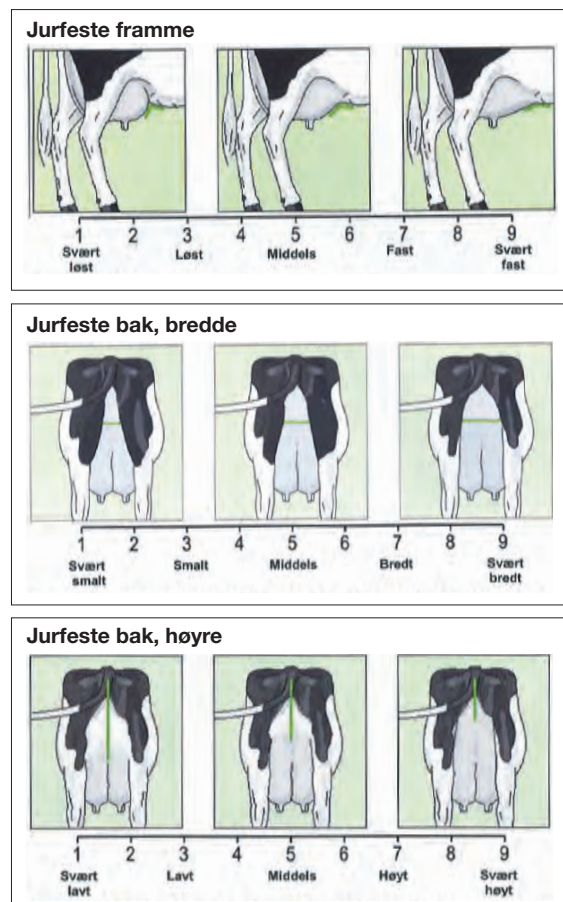 Jurfeste framme
1 2 3 4 5 6 7 8 9
Svært løst Løst Middels Fast Svært fast
Jurfeste bak, bredde
1 2 3 4 5 6 7 8 9
Svært smalt Smalt Middels Bredt Svært bredt
Jurfeste bak, høyre
1 2 3 4 5 6 7 8 9
Svært lavt Lavt Middels Høyt Svært høyt